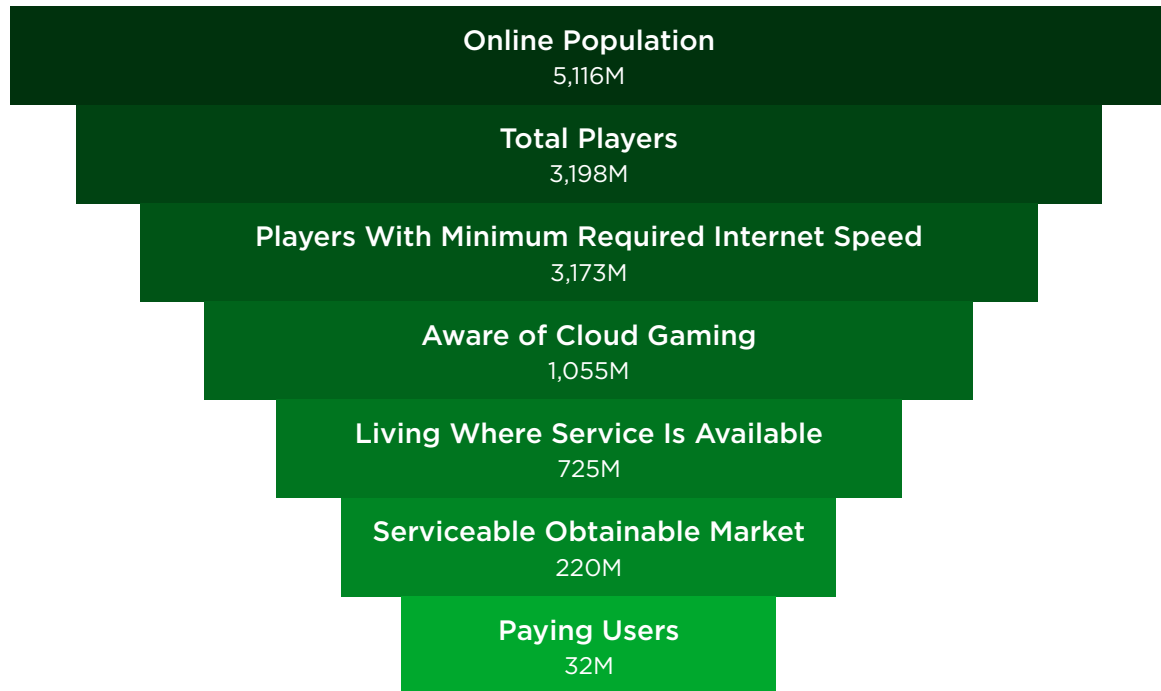 Online Population
5,116M
Total Players
3,198M
Players With Minimum Required Internet Speed
3,173M
Aware of Cloud Gaming
1,055M
Living Where Service Is Available
725M
Serviceable Obtainable Market
220M
Paying Users
32M